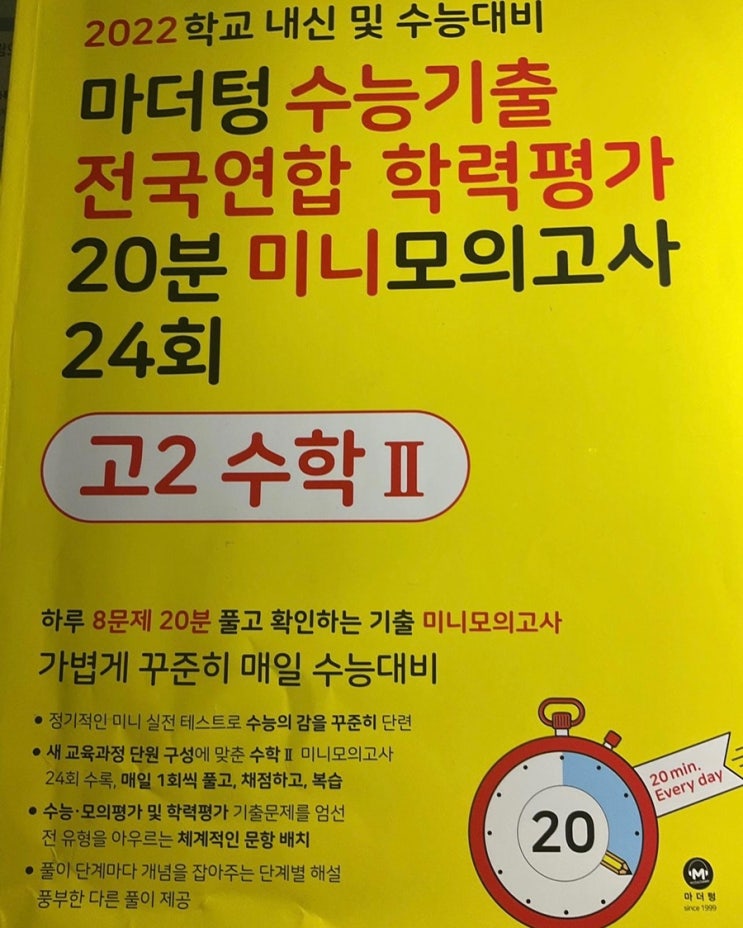 2022 학교 내신 및 수능대비
마더텅 수능기출
전국연합 학력평가
20분 미니모의고사
24회
고2 수학 Ⅱ
하루 8문제 20분 풀고 확인하는 기출 미니모의고사
가볍게 꾸준히 매일 수능대비
• 정기적인 미니 실전 테스트로 수능의 감을 꾸준히 단련
• 새 교육과정 단원 구성에 맞춘 수학 Ⅱ 미니모의고사
24회 수록, 매일 1회씩 풀고, 채점하고, 복습
• 수능·모의평가 및 학력평가 기출문제를 엄선
전 유형을 아우르는 체계적인 문항 배치
• 풀이 단계마다 개념을 잡아주는 단계별 해설
풍부한 다른 풀이 제공
20
20 min.
Every day
M
마더텅
since 1999